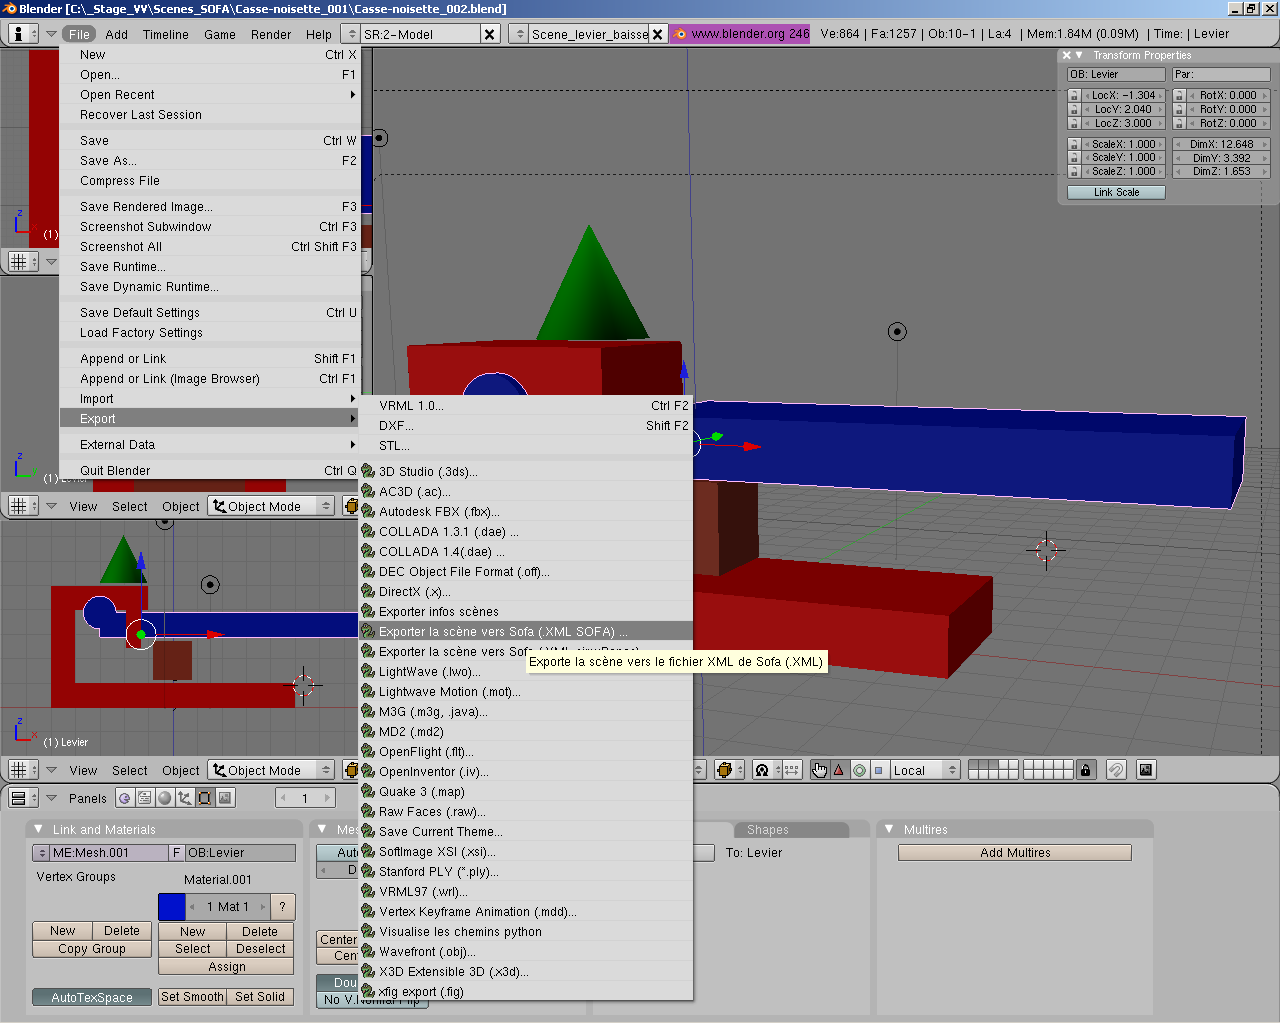 Blender [C:\_Stage_VV\Scenes_SOFA\Casse-noisette_001\Casse-noisette_002.blend]
File Add Timeline Game Render Help SR:2-Model Scene_levier_baisse www.blender.org 246 Ve:864 | Fa:1257 | Ob:10-1 | La:4 | Mem:1.84M (0.09M) | Time: | Levier
New Ctrl X
Open... F1
Open Recent
Recover Last Session
Save Ctrl W
Save As... F2
Compress File
Save Rendered Image... F3
Screenshot Subwindow Ctrl F3
Screenshot All Ctrl Shift F3
Save Runtime...
Save Dynamic Runtime...
Save Default Settings Ctrl U
Load Factory Settings
Append or Link Shift F1
Append or Link (Image Browser) Ctrl F1
Import
Export
External Data
Quit Blender Ctrl Q
VRML 1.0... Ctrl F2
DXF... Shift F2
STL...
3D Studio (.3ds)...
AC3D (.ac)...
Autodesk FBX (.fbx)...
COLLADA 1.3.1 (.dae) ...
COLLADA 1.4(.dae) ...
DEC Object File Format (.off)...
DirectX (.x)...
Exporter infos scènes
Exporter la scène vers Sofa (.XML SOFA) ...
Exporter la scène vers Sofa
Exporte la scène vers le fichier XML de Sofa (.XML)
LightWave (.lwo)...
Lightwave Motion (.mot)...
M3G (.m3g, .java)...
MD2 (.md2)
OpenFlight (.flt)...
OpenInventor (.iv)...
Quake 3 (.map)
Raw Faces (.raw)...
Save Current Theme...
SoftImage XSI (.xsi)...
Stanford PLY (*.ply)...
VRML97 (.wrl)...
Vertex Keyframe Animation (.mdd)...
Visualise les chemins python
Wavefront (.obj)...
X3D Extensible 3D (.x3d)...
xfig export (.fig)
Transform Properties
OB: Levier Par:
LocX: -1.304 RotX: 0.000
LocY: 2.040 RotY: 0.000
LocZ: 3.000 RotZ: 0.000
ScaleX: 1.000 DimX: 12.648
ScaleY: 1.000 DimY: 3.392
ScaleZ: 1.000 DimZ: 1.653
Link Scale
z
(1)
z
y
(1) Levier
View Select Object Object Mode
z
x
(1) Levier
View Select Object Object Mode Local
Panels 1
Link and Materials
ME:Mesh.001 F OB:Levier
Vertex Groups Material.001
1 Mat 1 ?
New Delete New Delete
Copy Group Select Deselect
Assign
AutoTexSpace Set Smooth Set Solid
Mes
Auto
D
Center
Cen
Dou
No V.Normal Flip
Shapes
To: Levier
Multires
Add Multires